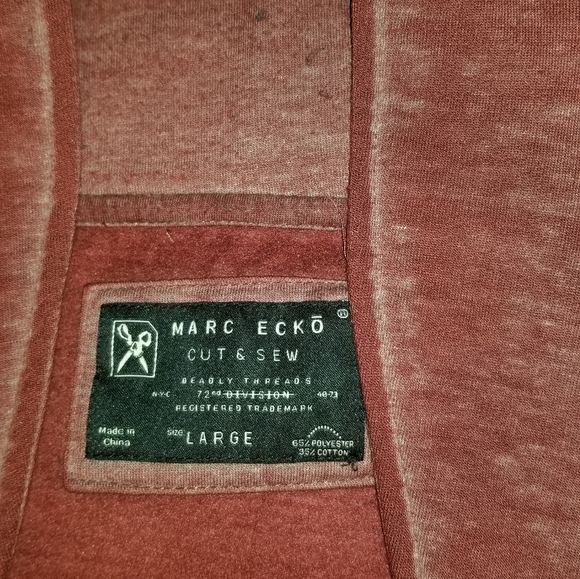 MARC ECKŌ ®
CUT & SEW
DEADLY THREADS
N.Y.C 72ND DIVISION 40-73
REGISTERED TRADEMARK
Made in China
SIZE: LARGE
65% POLYESTER
35% COTTON